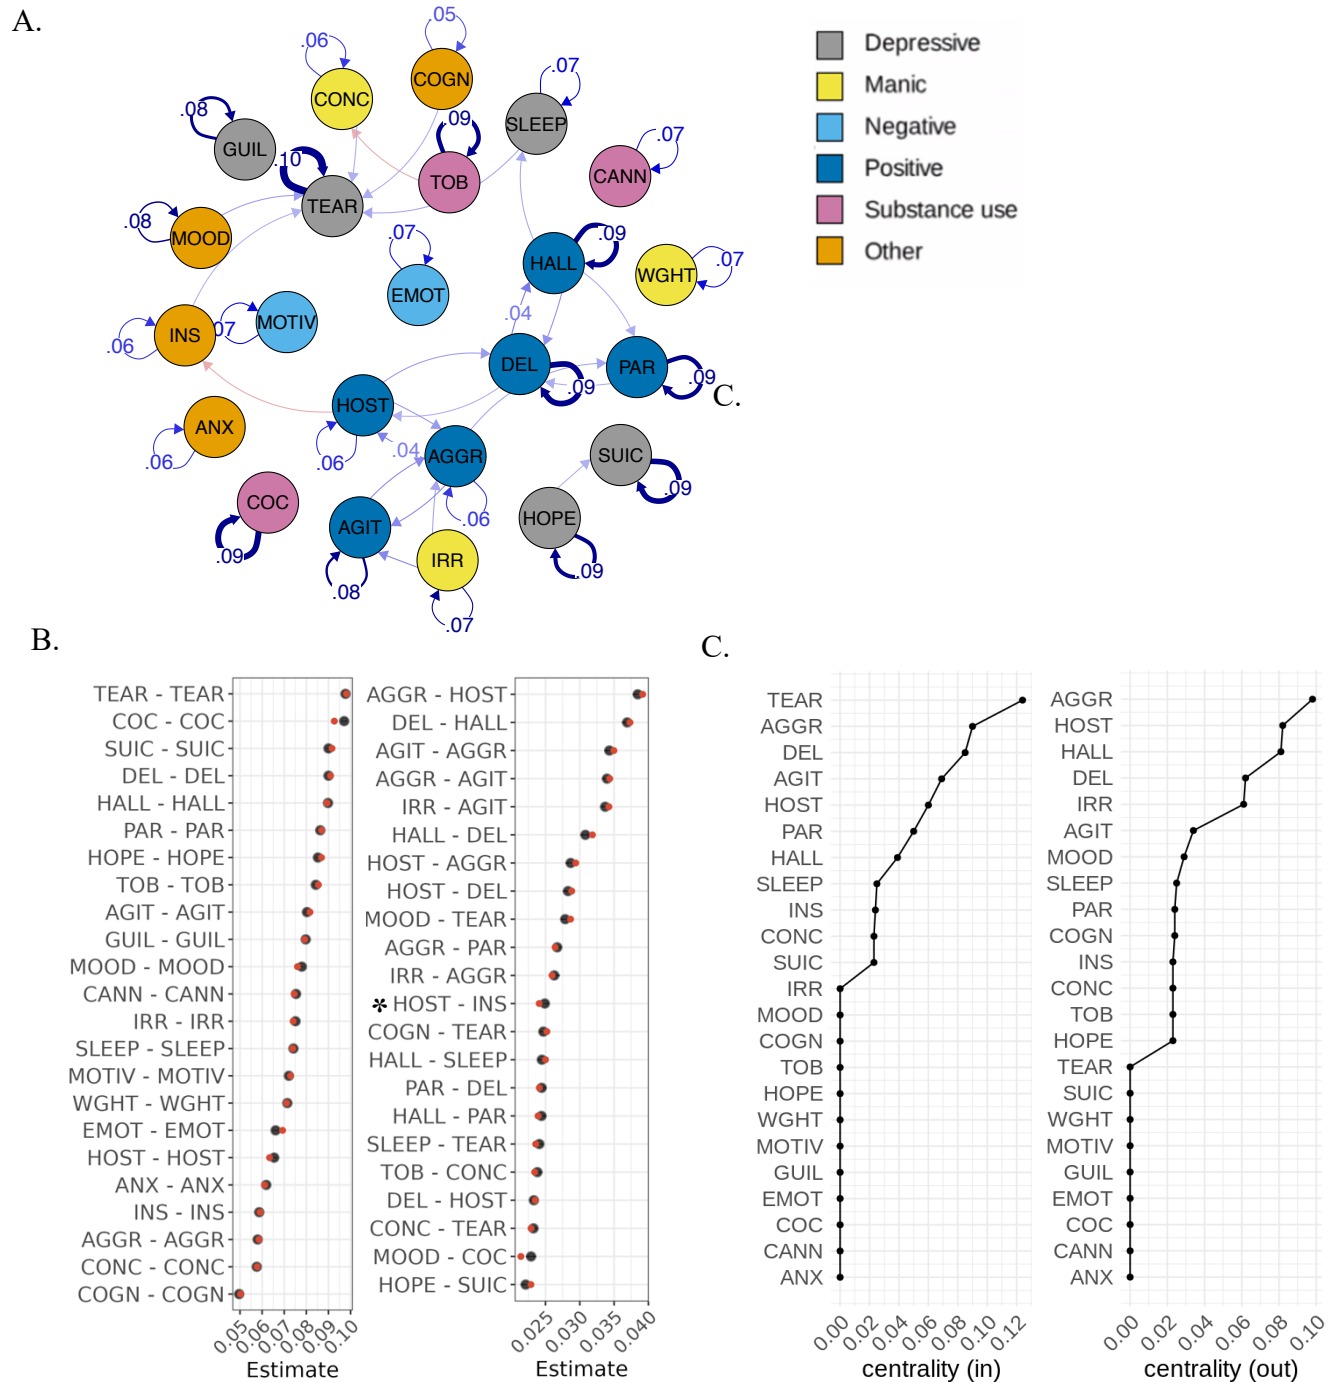 A.
.05
.06
COGN
CONC
.07
SLEEP
.08
.09
.07
GUIL
.10
TOB
CANN
TEAR
.08
MOOD
.07
.09
HALL
WGHT
.07
EMOT
INS
07
MOTIV
.04
.06
DEL
PAR
.09
.09
C.
HOST
ANX
.06
.06
.04
AGGR
SUIC
.09
COC
HOPE
.06
AGIT
.09
IRR
.09
.08
.07
Depressive
Manic
Negative
Positive
Substance use
Other
B.
TEAR - TEAR
COC - COC
SUIC - SUIC
DEL - DEL
HALL - HALL
PAR - PAR
HOPE - HOPE
TOB - TOB
AGIT - AGIT
GUIL - GUIL
MOOD - MOOD
CANN - CANN
IRR - IRR
SLEEP - SLEEP
MOTIV - MOTIV
WGHT - WGHT
EMOT - EMOT
HOST - HOST
ANX - ANX
INS - INS
AGGR - AGGR
CONC - CONC
COGN - COGN
0.05 0.06 0.07 0.08 0.09 0.10
Estimate
AGGR - HOST
DEL - HALL
AGIT - AGGR
AGGR - AGIT
IRR - AGIT
HALL - DEL
HOST - AGGR
HOST - DEL
MOOD - TEAR
AGGR - PAR
IRR - AGGR
* HOST - INS
COGN - TEAR
HALL - SLEEP
PAR - DEL
HALL - PAR
SLEEP - TEAR
TOB - CONC
DEL - HOST
CONC - TEAR
MOOD - COC
HOPE - SUIC
0.025 0.030 0.035 0.040
Estimate
C.
TEAR
AGGR
DEL
AGIT
HOST
PAR
HALL
SLEEP
INS
CONC
SUIC
IRR
MOOD
COGN
TOB
HOPE
WGHT
MOTIV
GUIL
EMOT
COC
CANN
ANX
0.00 0.02 0.04 0.06 0.08 0.10 0.12
centrality (in)
AGGR
HOST
HALL
DEL
IRR
AGIT
MOOD
SLEEP
PAR
COGN
INS
CONC
TOB
HOPE
TEAR
SUIC
WGHT
MOTIV
GUIL
EMOT
COC
CANN
ANX
0.00 0.02 0.04 0.06 0.08 0.10
centrality (out)